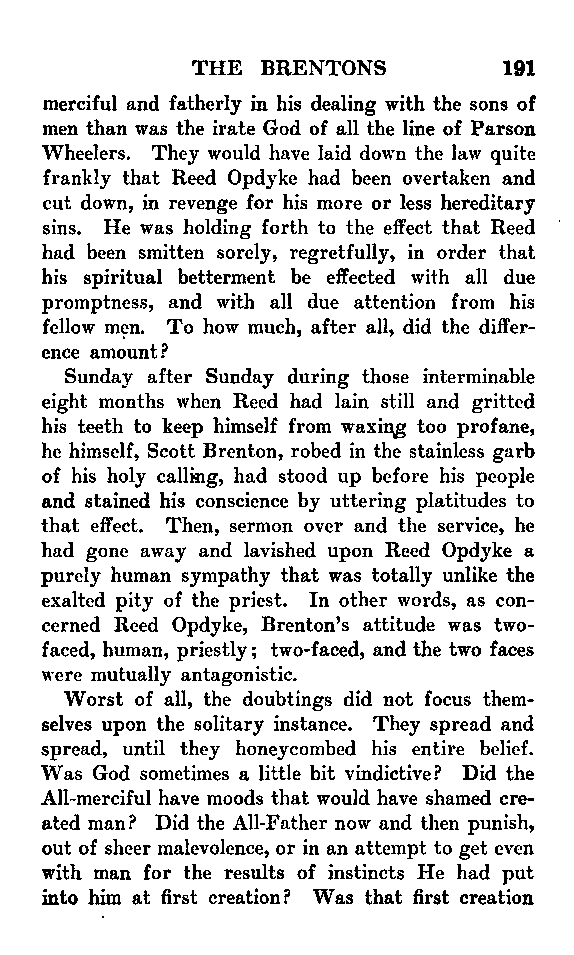 THE BRENTONS 191
merciful and fatherly in his dealing with the sons of
men than was the irate God of all the line of Parson
Wheelers. They would have laid down the law quite
frankly that Reed Opdyke had been overtaken and
cut down, in revenge for his more or less hereditary
sins. He was holding forth to the effect that Reed
had been smitten sorely, regretfully, in order that
his spiritual betterment be effected with all due
promptness, and with all due attention from his
fellow men. To how much, after all, did the differ-
ence amount?
Sunday after Sunday during those interminable
eight months when Reed had lain still and gritted
his teeth to keep himself from waxing too profane,
he himself, Scott Brenton, robed in the stainless garb
of his holy calling, had stood up before his people
and stained his conscience by uttering platitudes to
that effect. Then, sermon over and the service, he
had gone away and lavished upon Reed Opdyke a
purely human sympathy that was totally unlike the
exalted pity of the priest. In other words, as con-
cerned Reed Opdyke, Brenton's attitude was two-
faced, human, priestly; two-faced, and the two faces
were mutually antagonistic.
Worst of all, the doubtings did not focus them-
selves upon the solitary instance. They spread and
spread, until they honeycombed his entire belief.
Was God sometimes a little bit vindictive? Did the
All-merciful have moods that would have shamed cre-
ated man? Did the All-Father now and then punish,
out of sheer malevolence, or in an attempt to get even
with man for the results of instincts He had put
into him at first creation? Was that first creation